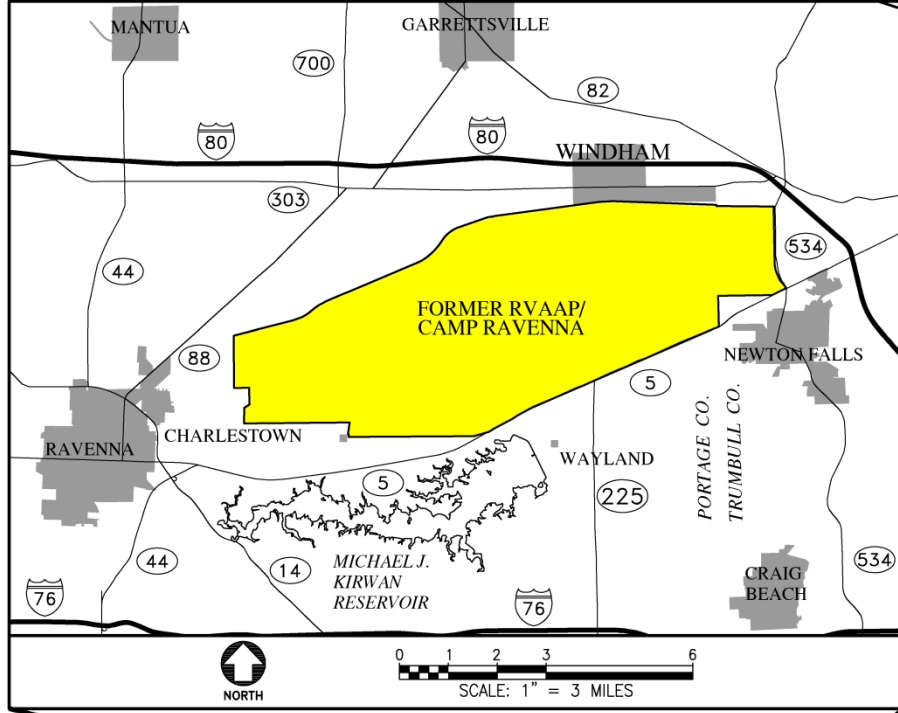 MANTUA
GARRETTSVILLE
700
82
80
80
WINDHAM
303
534
44
FORMER RVAAP/
CAMP RAVENNA
88
NEWTON FALLS
5
CHARLESTOWN
RAVENNA
WAYLAND
PORTAGE CO.
TRUMBULL CO.
5
225
44
14
MICHAEL J.
KIRWAN
RESERVOIR
534
CRAIG
BEACH
76
76
NORTH
0 1 2 3 6
SCALE: 1" = 3 MILES